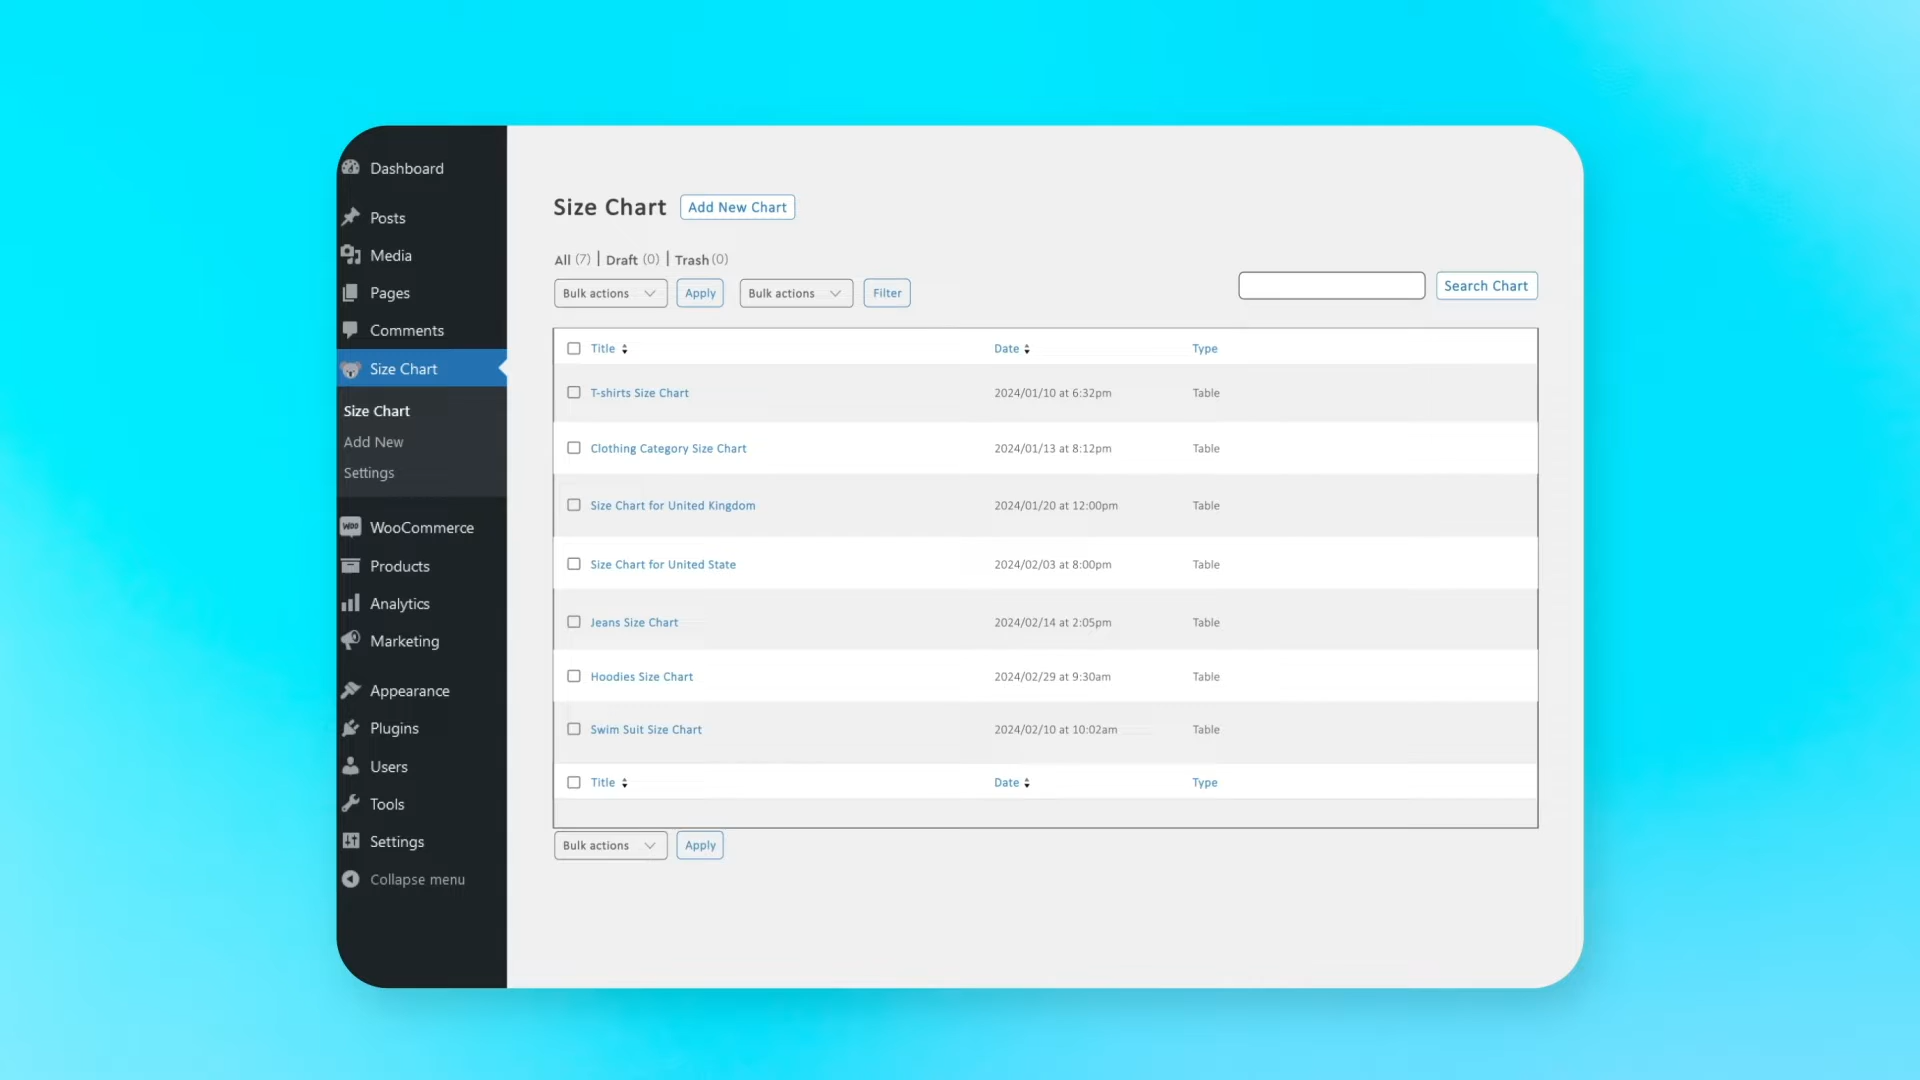 Dashboard
Posts
Media
Pages
Comments
Size Chart
Size Chart
Add New
Settings
WOO WooCommerce
Products
Analytics
Marketing
Appearance
Plugins
Users
Tools
Settings
Collapse menu
Size Chart Add New Chart
All (7) | Draft (0) | Trash (0)
Bulk actions Apply Bulk actions Filter Search Chart
Title Date Type
T-shirts Size Chart 2024/01/10 at 6:32pm Table
Clothing Category Size Chart 2024/01/13 at 8:12pm Table
Size Chart for United Kingdom 2024/01/20 at 12:00pm Table
Size Chart for United State 2024/02/03 at 8:00pm Table
Jeans Size Chart 2024/02/14 at 2:05pm Table
Hoodies Size Chart 2024/02/29 at 9:30am Table
Swim Suit Size Chart 2024/02/10 at 10:02am Table
Title Date Type
Bulk actions Apply